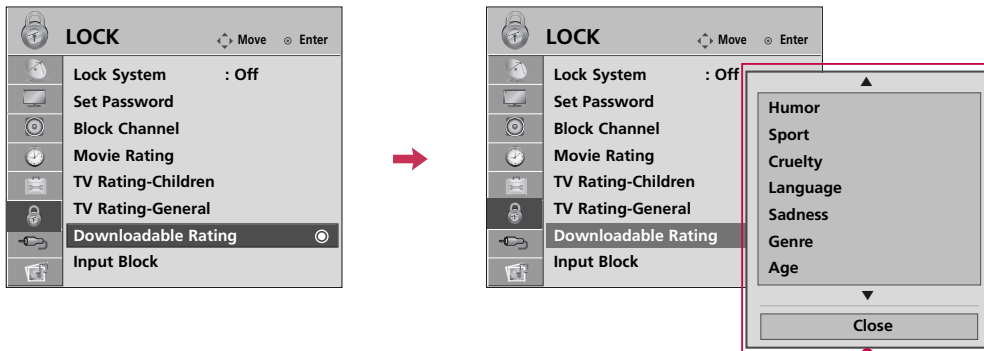 LOCK Move Enter
Lock System : Off
Set Password
Block Channel
Movie Rating
TV Rating-Children
TV Rating-General
Downloadable Rating
Input Block
LOCK Move Enter
Lock System : Off
Set Password
Block Channel
Movie Rating
TV Rating-Children
TV Rating-General
Downloadable Rating
Input Block
Humor
Sport
Cruelty
Language
Sadness
Genre
Age
Close